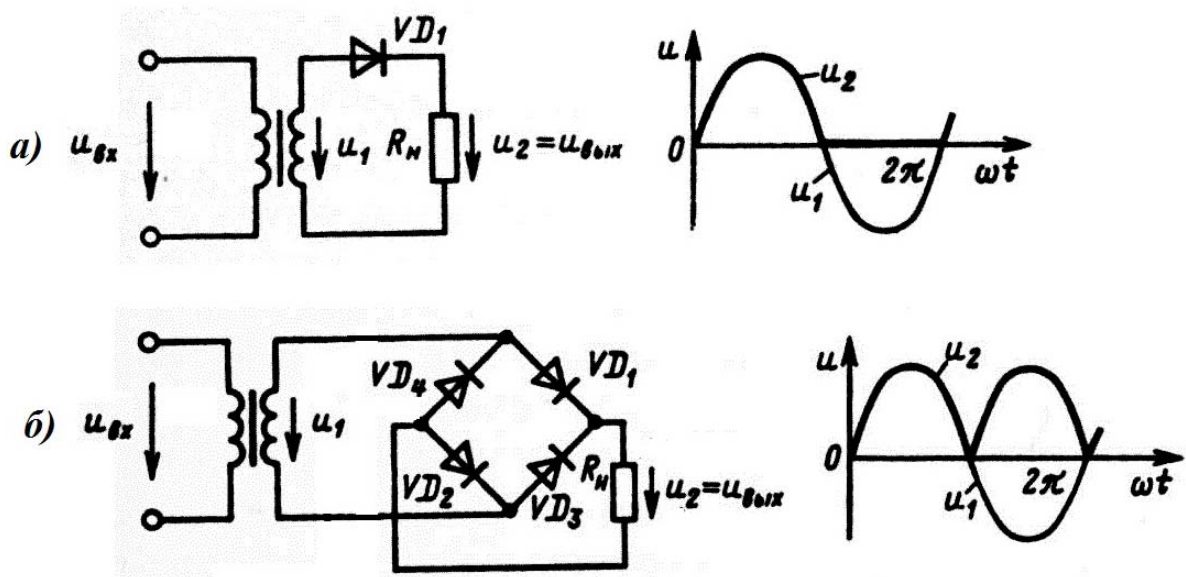 а)
uвх
u₁
VD₁
Rн
u₂=uвых
u
u₂
0
u₁
2π
ωt
б)
uвх
u₁
VD₄
VD₁
VD₂
VD₃
Rн
u₂=uвых
u
u₂
0
u₁
2π
ωt